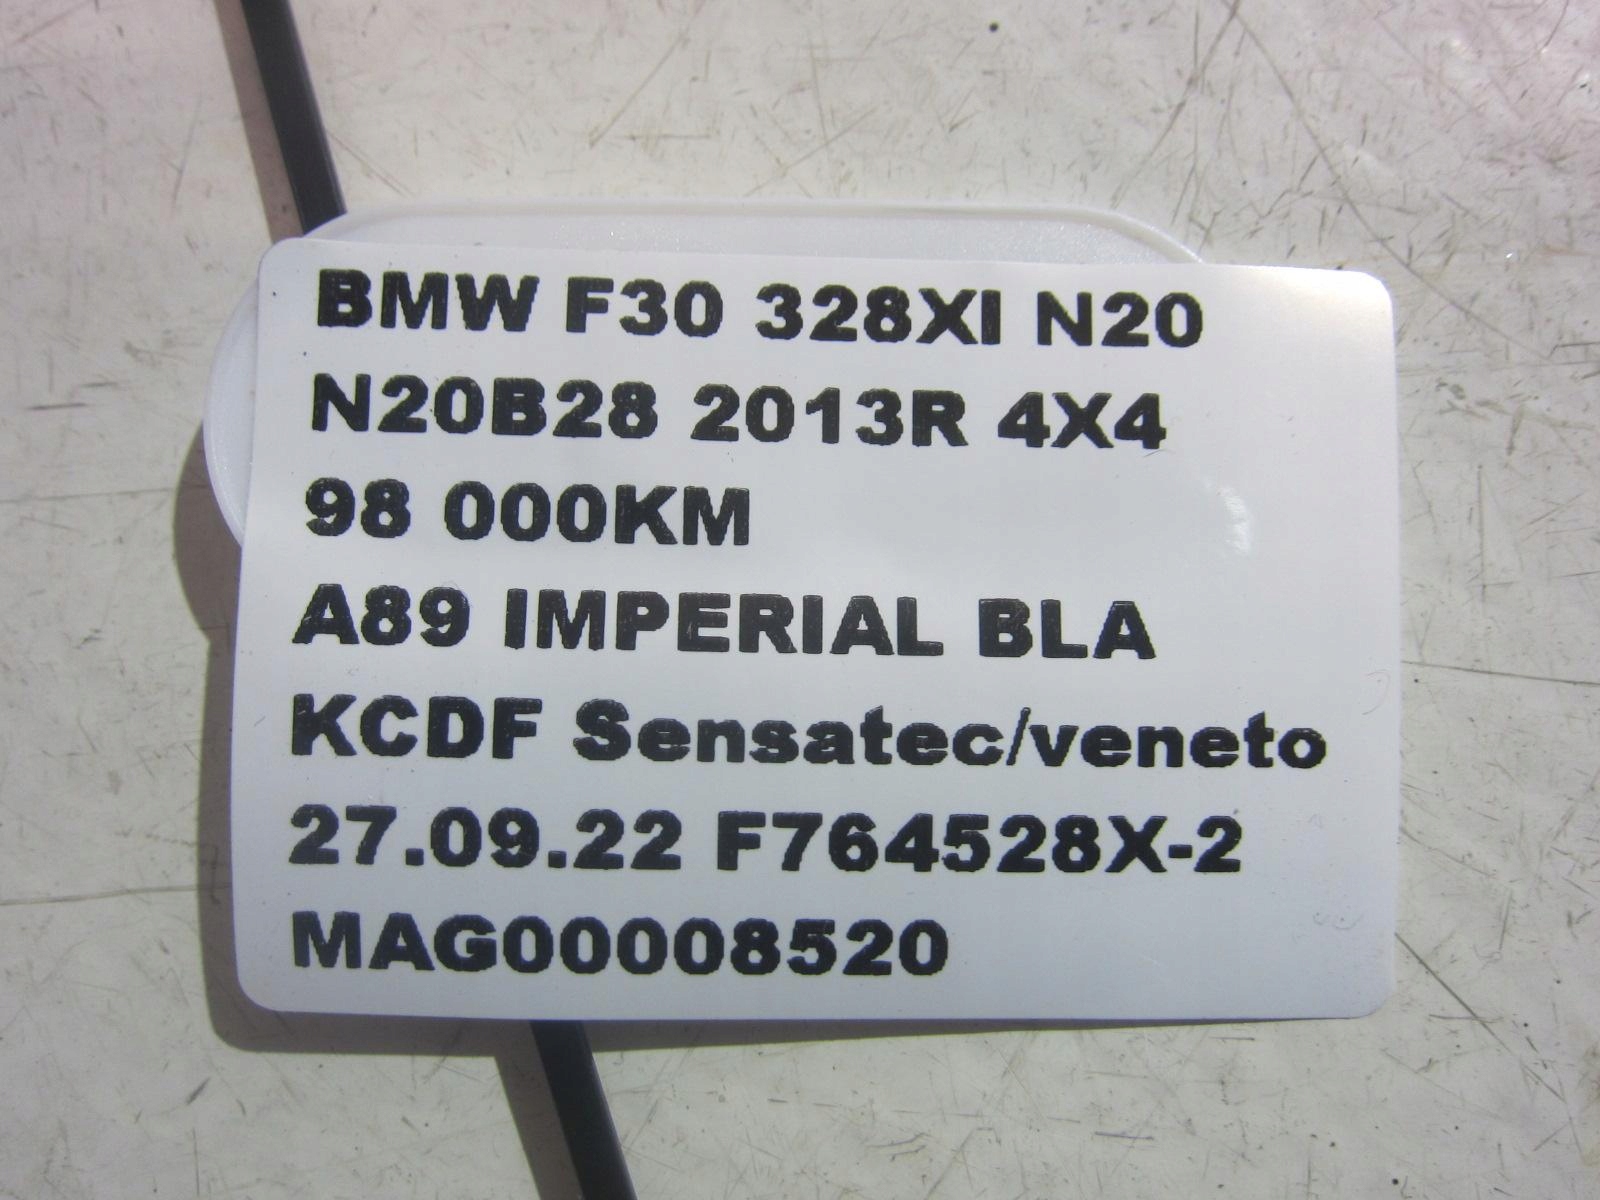 BMW F30 328XI N20
N20B28 2013R 4X4
98 000KM
A89 IMPERIAL BLA
KCDF Sensatec/veneto
27.09.22 F764528X-2
MAG00008520